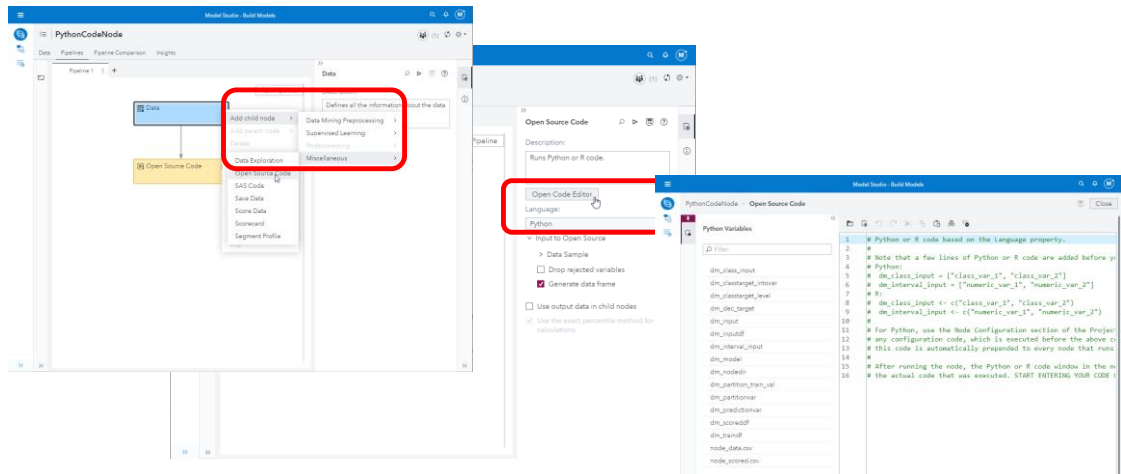 Model Studio - Build Models
PythonCodeNode
(1)
Data Pipelines Pipeline Comparison Insights
Pipeline 1
Data
Defines all the information about the data
Data
Add child node
Data Mining Preprocessing
Supervised Learning
Postprocessing
Miscellaneous
Open Source Code
Data Exploration
Open Source Code
SAS Code
Save Data
Score Data
Scorecard
Segment Profile
(1)
Pipeline
Open Source Code
Description:
Runs Python or R code.
Open Code Editor
Language:
Python
Input to Open Source
Data Sample
Drop rejected variables
Generate data frame
Use output data in child nodes
Use the exact percentile method for
calculations
Model Studio - Build Models
PythonCodeNode - Open Source Code
Close
Python Variables
Filter
dm_class_input
dm_classtarget_intovar
dm_classtarget_level
dm_dec_target
dm_input
dm_inputdf
dm_interval_input
dm_model
dm_nodedir
dm_partition_train_val
dm_partitionvar
dm_predictionvar
dm_scoreddf
dm_traindf
node_data.csv
node_scored.csv
1 # Python or R code based on the Language property.
2 #
3 # Note that a few lines of Python or R code are added before
4 # Python:
5 # dm_class_input = ["class_var_1", "class_var_2"]
6 # dm_interval_input = ["numeric_var_1", "numeric_var_2"]
7 # R:
8 # dm_class_input <- c("class_var_1", "class_var_2")
9 # dm_interval_input <- c("numeric_var_1", "numeric_var_2")
10 #
11 # For Python, use the Node Configuration section of the
12 # any configuration code, which is executed before the above
13 # this code is automatically prepended to every node that runs
14 #
15 # After running the node, the Python or R code window in the
16 # the actual code that was executed. START ENTERING YOUR CODE